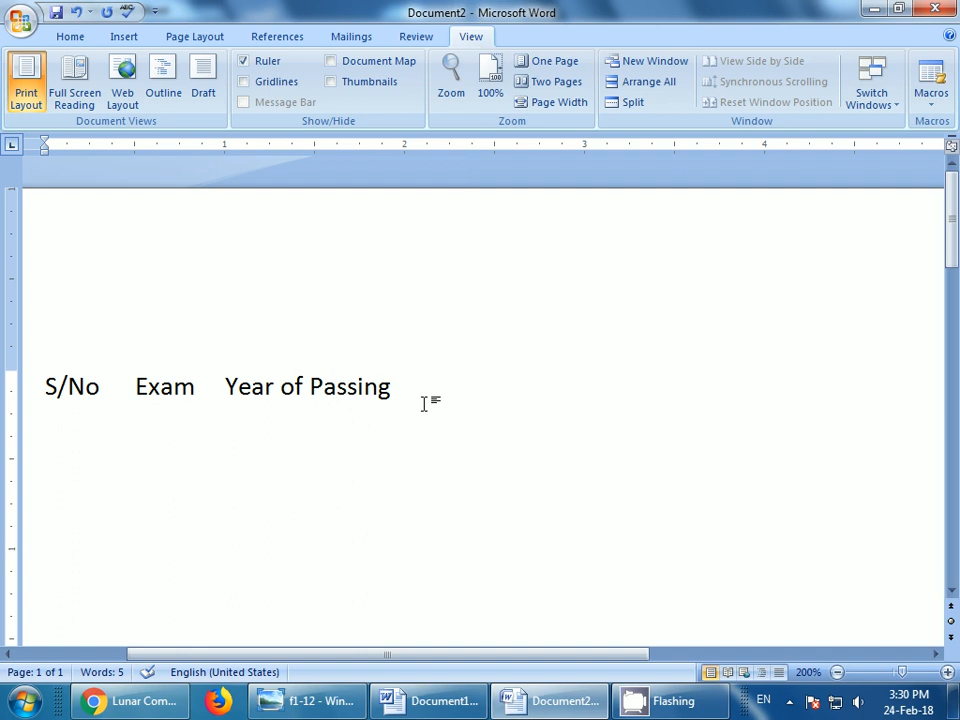 Document2 - Microsoft Word
Home Insert Page Layout References Mailings Review View
Print Layout
Full Screen Reading
Web Layout
Outline
Draft
Document Views
Ruler
Gridlines
Message Bar
Document Map
Thumbnails
Show/Hide
Zoom
100%
One Page
Two Pages
Page Width
Zoom
New Window
Arrange All
Split
View Side by Side
Synchronous Scrolling
Reset Window Position
Window
Switch Windows
Macros
Macros
1 2 3 4
S/No Exam Year of Passing
Page: 1 of 1 Words: 5 English (United States) 200%
Lunar Com... f1-12 - Win... Document1... Document2... Flashing EN 3:30 PM
24-Feb-18